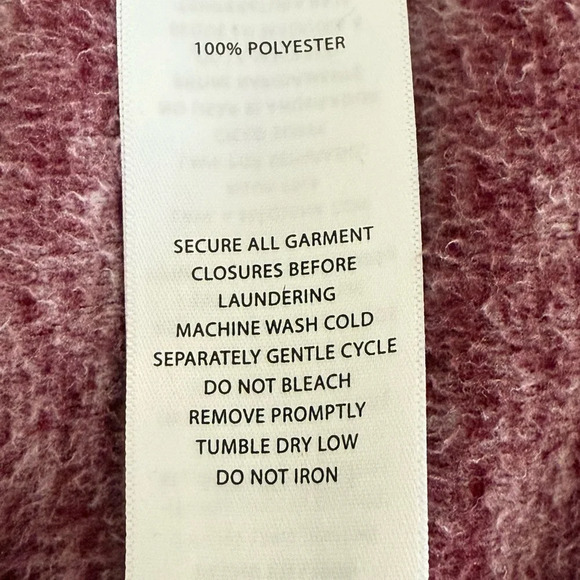 100% POLYESTER
SECURE ALL GARMENT
CLOSURES BEFORE
LAUNDERING
MACHINE WASH COLD
SEPARATELY GENTLE CYCLE
DO NOT BLEACH
REMOVE PROMPTLY
TUMBLE DRY LOW
DO NOT IRON